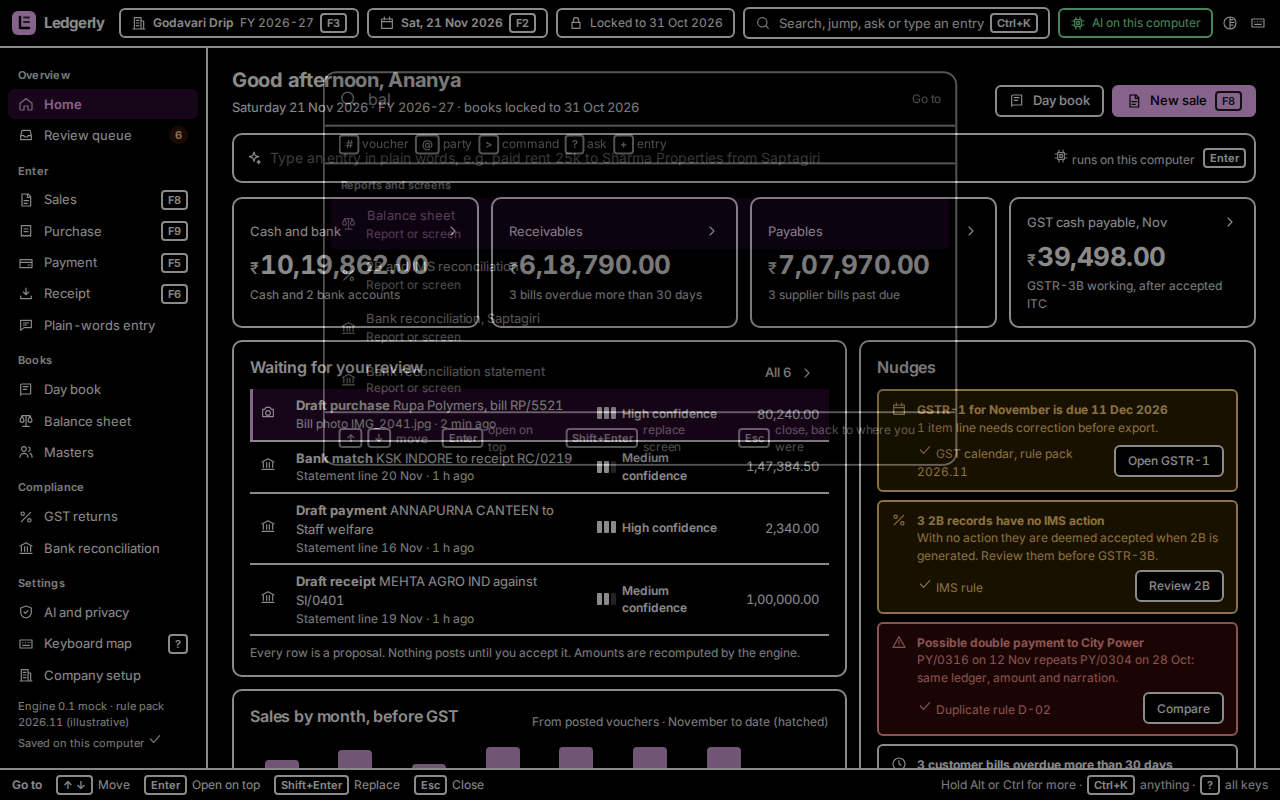 Ledgerly
Godavari Drip FY 2026-27 F3
Sat, 21 Nov 2026 F2
Locked to 31 Oct 2026
Search, jump, ask or type an entry Ctrl+K
AI on this computer
Overview
Home
Review queue 6
Enter
Sales F8
Purchase F9
Payment F5
Receipt F6
Plain-words entry
Books
Day book
Balance sheet
Masters
Compliance
GST returns
Bank reconciliation
Settings
AI and privacy
Keyboard map ?
Company setup
Engine 0.1 mock · rule pack
2026.11 (illustrative)
Saved on this computer
Good afternoon, Ananya
Saturday 21 Nov 2026 · FY 2026-27 · books locked to 31 Oct 2026
Day book
New sale F8
bal
Go to
# voucher @ party > command ? ask + entry
Type an entry in plain words, e.g. paid rent 25k to Sharma Properties from Saptagiri
runs on this computer Enter
Reports and screens
Balance sheet
Report or screen
2B and IMS reconciliation
Report or screen
Bank reconciliation, Saptagiri
Report or screen
Bank reconciliation statement
Report or screen
↑ ↓ move Enter open on top Shift+Enter replace screen Esc close, back to where you were
Cash and bank
₹10,19,862.00
Cash and 2 bank accounts
Receivables
₹6,18,790.00
3 bills overdue more than 30 days
Payables
₹7,07,970.00
3 supplier bills past due
GST cash payable, Nov
₹39,498.00
GSTR-3B working, after accepted
ITC
Waiting for your review
All 6
Draft purchase Rupa Polymers, bill RP/5521
Bill photo IMG_2041.jpg · 2 min ago
High confidence
80,240.00
Bank match KSK INDORE to receipt RC/0219
Statement line 20 Nov · 1 h ago
Medium
confidence
1,47,384.50
Draft payment ANNAPURNA CANTEEN to
Staff welfare
Statement line 16 Nov · 1 h ago
High confidence
2,340.00
Draft receipt MEHTA AGRO IND against
SI/0401
Statement line 19 Nov · 1 h ago
Medium
confidence
1,00,000.00
Every row is a proposal. Nothing posts until you accept it. Amounts are recomputed by the engine.
Sales by month, before GST
From posted vouchers · November to date (hatched)
Nudges
GSTR-1 for November is due 11 Dec 2026
1 item line needs correction before export.
GST calendar, rule pack
2026.11
Open GSTR-1
3 2B records have no IMS action
With no action they are deemed accepted when 2B is
generated. Review them before GSTR-3B.
IMS rule
Review 2B
Possible double payment to City Power
PY/0316 on 12 Nov repeats PY/0304 on 28 Oct:
same ledger, amount and narration.
Duplicate rule D-02
Compare
3 customer bills overdue more than 30 days
Go to ↑ ↓ Move Enter Open on top Shift+Enter Replace Esc Close
Hold Alt or Ctrl for more · Ctrl+K anything · ? all keys